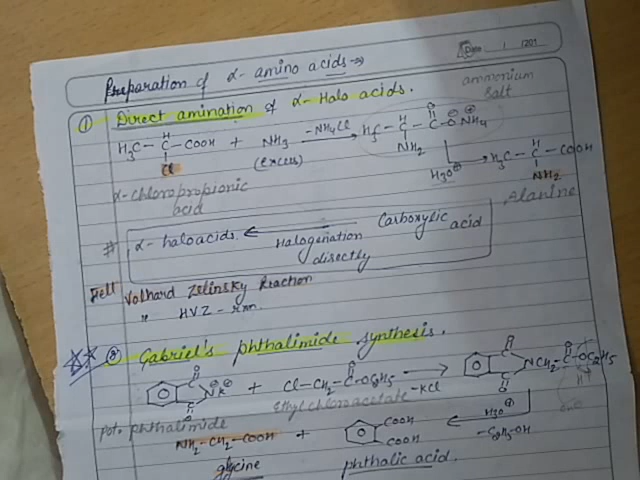 Date / /201
Preparation of α- amino acids →
① Direct amination of α- Halo acids.
ammonium salt
H₃C - C - COOH + NH₃ -NH₄Cl → H₃C - C - C - O⊖ NH₄⊕
H Cl (excess) H NH₂ O
α-chloropropionic acid
H₃O⊕ → H₃C - C - COOH
H NH₂
Alanine
# α- haloacids. ← Carboxylic acid
Halogenation directly
Hell Volhard Zelinsky Reaction
" HVZ - rxn.
② Gabriel's phthalimide synthesis.
N⊖ K⊕ + Cl - CH₂ - C - OC₂H₅ → -KCl NCH₂ - C - OC₂H₅
Ethyl chloroacetate
pot. phthalimide
H₃O⊕ -C₂H₅-OH
NH₂ - CH₂ - COOH + COOH COOH
glycine phthalic acid.